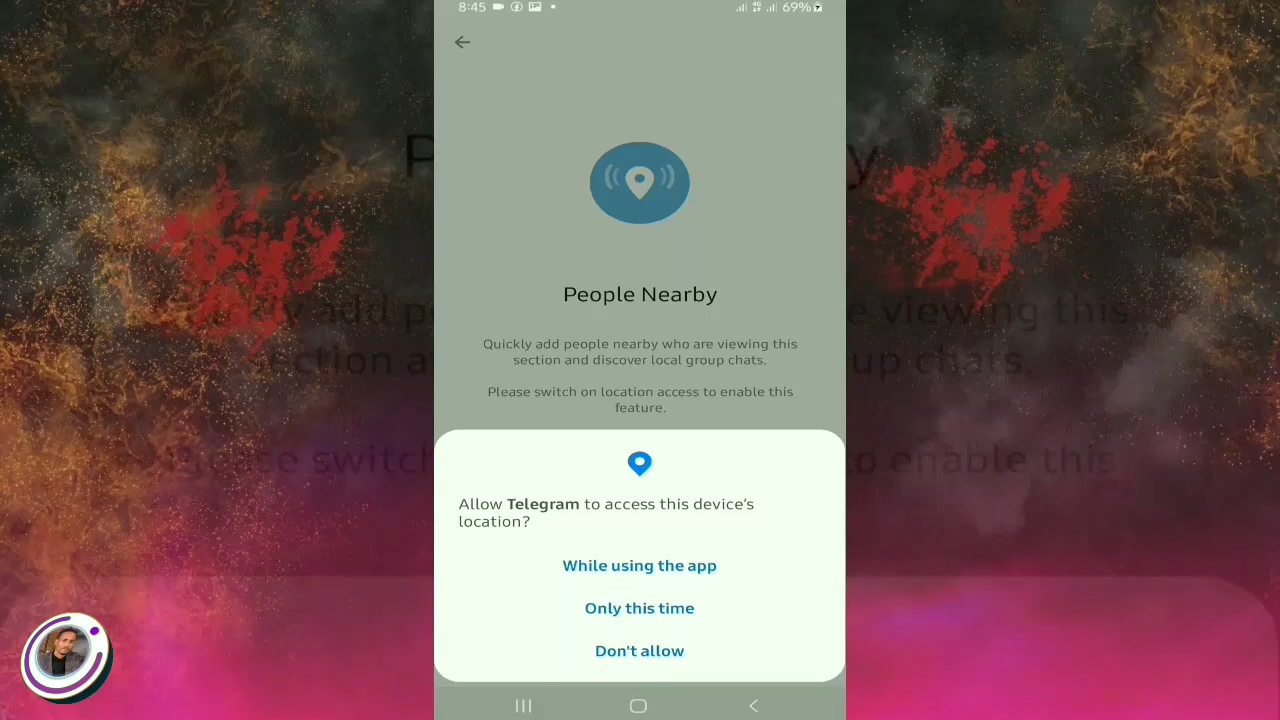 8:45
69%
People Nearby
Quickly add people nearby who are viewing this
section and discover local group chats.
Please switch on location access to enable this
feature.
Allow Telegram to access this device's
location?
While using the app
Only this time
Don't allow